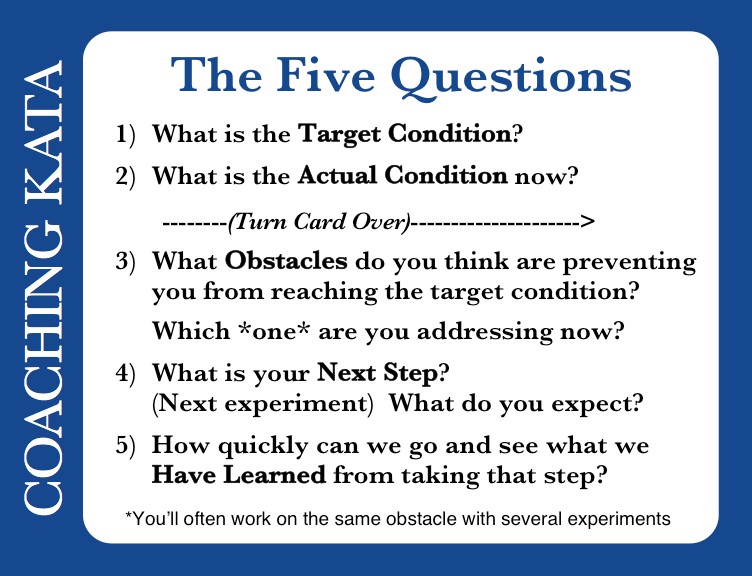 COACHING KATA
The Five Questions
1) What is the Target Condition?
2) What is the Actual Condition now?
--------(Turn Card Over)--------------------->
3) What Obstacles do you think are preventing
you from reaching the target condition?
Which *one* are you addressing now?
4) What is your Next Step?
(Next experiment) What do you expect?
5) How quickly can we go and see what we
Have Learned from taking that step?
*You'll often work on the same obstacle with several experiments